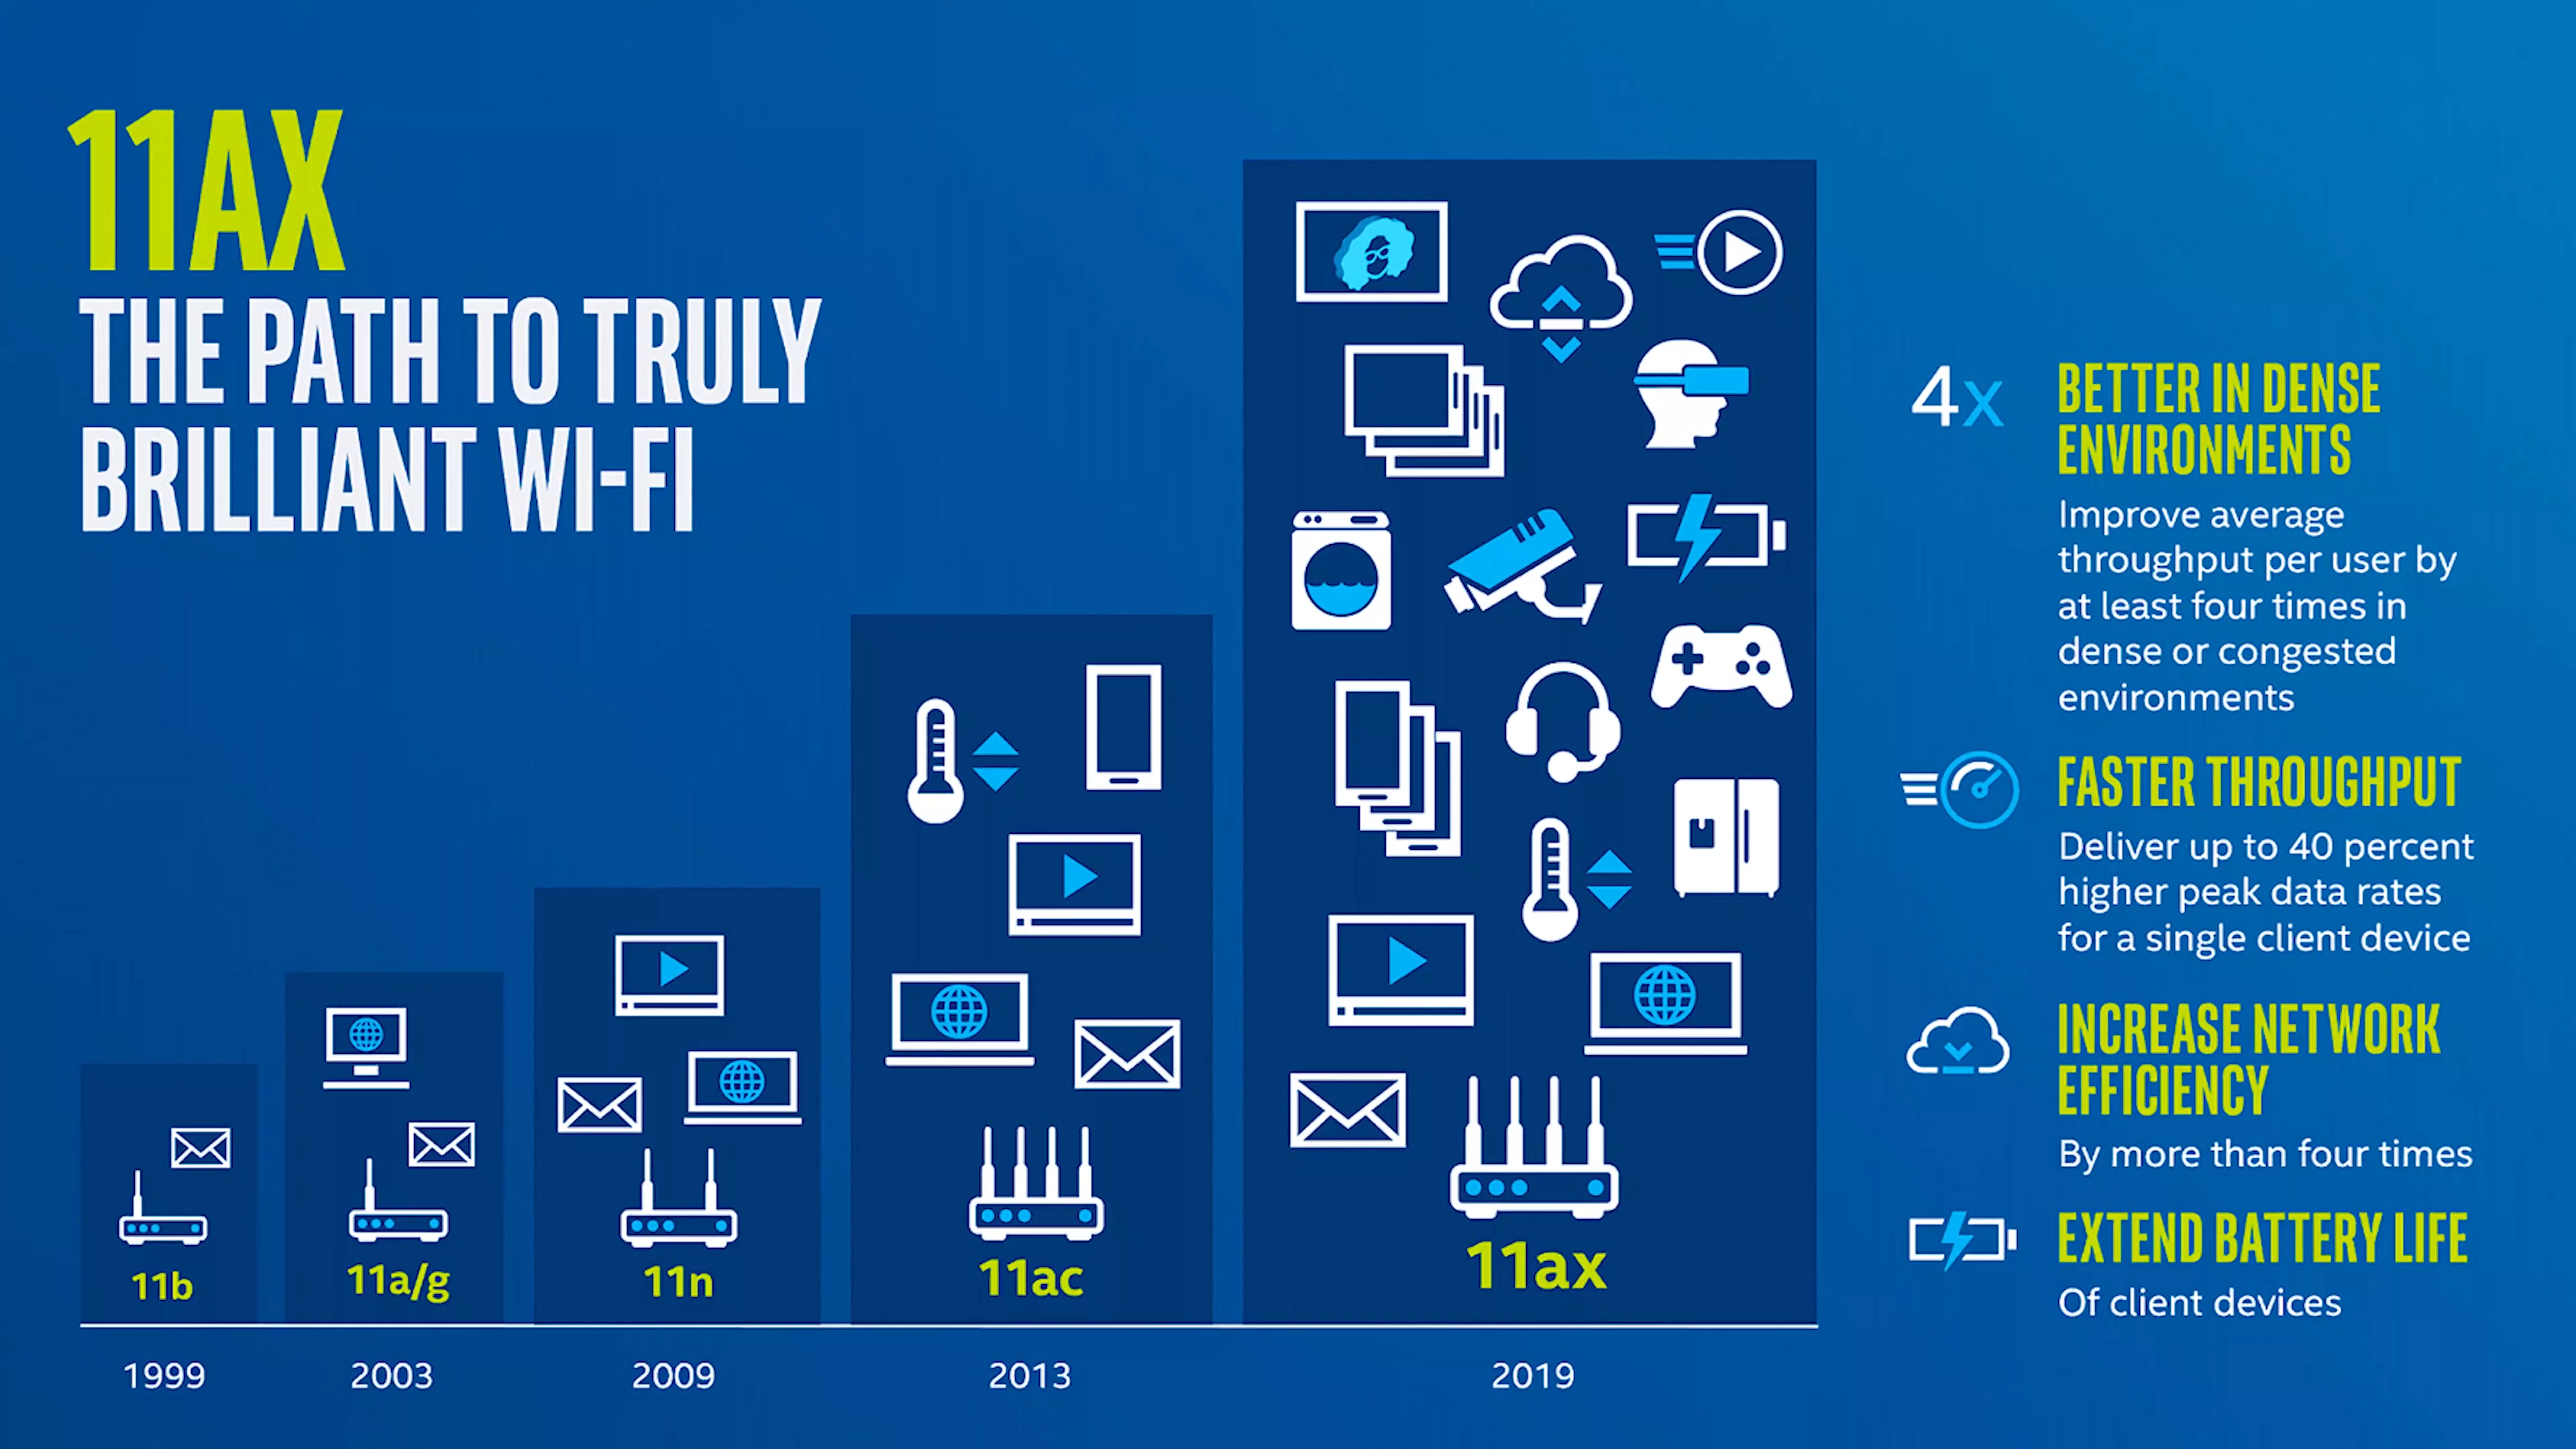 11AX
THE PATH TO TRULY
BRILLIANT WI-FI
4x
BETTER IN DENSE
ENVIRONMENTS
Improve average
throughput per user by
at least four times in
dense or congested
environments
FASTER THROUGHPUT
Deliver up to 40 percent
higher peak data rates
for a single client device
INCREASE NETWORK
EFFICIENCY
By more than four times
EXTEND BATTERY LIFE
Of client devices
11b
11a/g
11n
11ac
11ax
1999
2003
2009
2013
2019